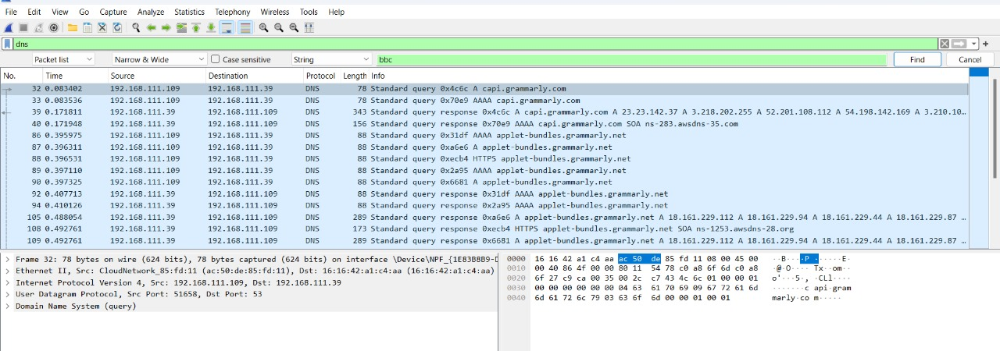 File Edit View Go Capture Analyze Statistics Telephony Wireless Tools Help
dns
Packet list Narrow & Wide Case sensitive String bbc Find Cancel
No. Time Source Destination Protocol Length Info
32 0.083402 192.168.111.109 192.168.111.39 DNS 78 Standard query 0x4c6c A capi.grammarly.com
33 0.083536 192.168.111.109 192.168.111.39 DNS 78 Standard query 0x70e9 AAAA capi.grammarly.com
39 0.171811 192.168.111.39 192.168.111.109 DNS 343 Standard query response 0x4c6c A capi.grammarly.com A 23.23.142.37 A 3.218.202.255 A 52.201.108.112 A 54.198.142.169 A 3.210.10…
40 0.171948 192.168.111.39 192.168.111.109 DNS 156 Standard query response 0x70e9 AAAA capi.grammarly.com SOA ns-283.awsdns-35.com
86 0.395975 192.168.111.109 192.168.111.39 DNS 88 Standard query 0x31df AAAA applet-bundles.grammarly.net
87 0.396311 192.168.111.109 192.168.111.39 DNS 88 Standard query 0xa6e6 A applet-bundles.grammarly.net
88 0.396531 192.168.111.109 192.168.111.39 DNS 88 Standard query 0xecb4 HTTPS applet-bundles.grammarly.net
89 0.397110 192.168.111.109 192.168.111.39 DNS 88 Standard query 0x2a95 AAAA applet-bundles.grammarly.net
90 0.397325 192.168.111.109 192.168.111.39 DNS 88 Standard query 0x6681 A applet-bundles.grammarly.net
92 0.407713 192.168.111.39 192.168.111.109 DNS 88 Standard query response 0x31df AAAA applet-bundles.grammarly.net
94 0.410126 192.168.111.39 192.168.111.109 DNS 88 Standard query response 0x2a95 AAAA applet-bundles.grammarly.net
105 0.488054 192.168.111.39 192.168.111.109 DNS 289 Standard query response 0xa6e6 A applet-bundles.grammarly.net A 18.161.229.112 A 18.161.229.94 A 18.161.229.44 A 18.161.229.87 …
108 0.492761 192.168.111.39 192.168.111.109 DNS 173 Standard query response 0xecb4 HTTPS applet-bundles.grammarly.net SOA ns-1253.awsdns-28.org
109 0.492761 192.168.111.39 192.168.111.109 DNS 289 Standard query response 0x6681 A applet-bundles.grammarly.net A 18.161.229.112 A 18.161.229.94 A 18.161.229.44 A 18.161.229.87 …
Frame 32: 78 bytes on wire (624 bits), 78 bytes captured (624 bits) on interface \Device\NPF_{1E83B8B9-D
Ethernet II, Src: CloudNetwork_85:fd:11 (ac:50:de:85:fd:11), Dst: 16:16:42:a1:c4:aa (16:16:42:a1:c4:aa)
Internet Protocol Version 4, Src: 192.168.111.109, Dst: 192.168.111.39
User Datagram Protocol, Src Port: 51658, Dst Port: 53
Domain Name System (query)
0000 16 16 42 a1 c4 aa ac 50 de 85 fd 11 08 00 45 00 ··B····P······E·
0010 00 40 86 4f 00 00 80 11 54 78 c0 a8 6f 6d c0 a8 ·@·O····Tx··om··
0020 6f 27 c9 ca 00 35 00 2c c7 43 4c 6c 01 00 00 01 o'···5·,·CLl····
0030 00 00 00 00 00 00 04 63 61 70 69 09 67 72 61 6d ·······c api·gram
0040 6d 61 72 6c 79 03 63 6f 6d 00 00 01 00 01 marly·co m·····